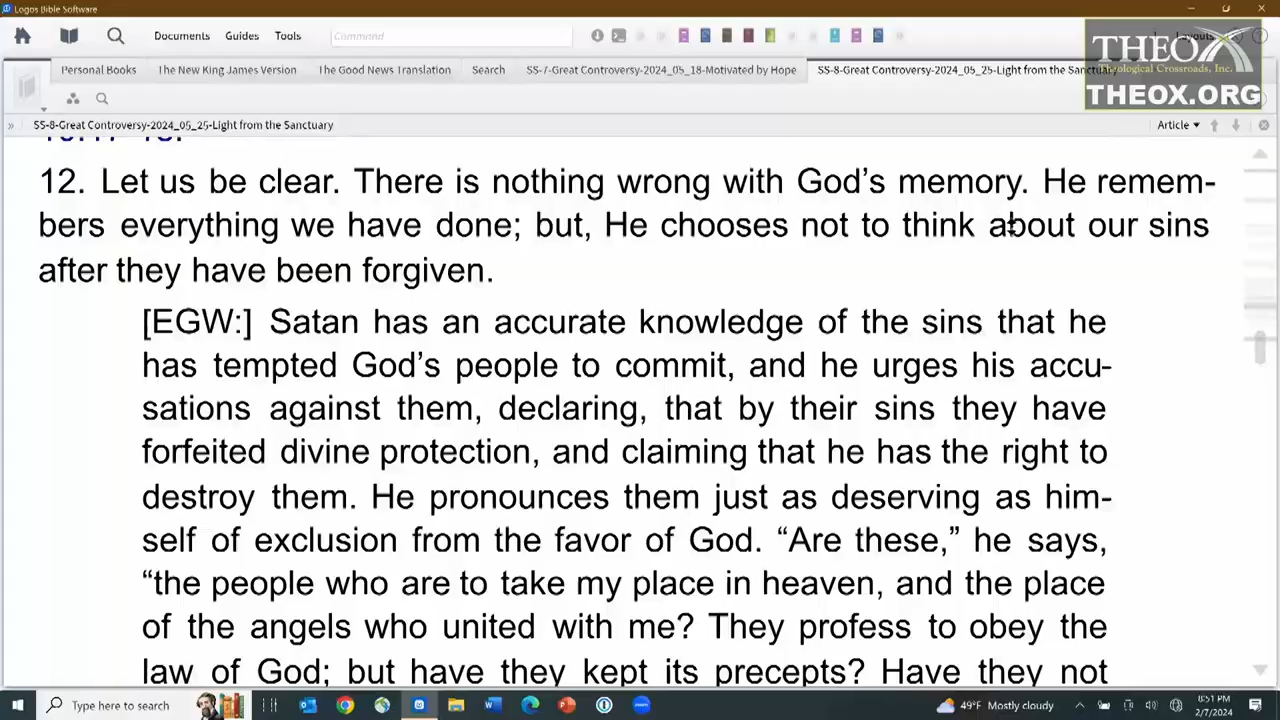 Logos Bible Software
Documents Guides Tools Command
THEOX
Theological Crossroads, Inc.
THEOX.ORG
Personal Books The New King James Version The Good New Search SS-7-Great Controversy-2024_05_18-Motivated by Hope SS-8-Great Controversy-2024_05_25-Light from the Sanctuary
SS-8-Great Controversy-2024_05_25-Light from the Sanctuary Article
12. Let us be clear. There is nothing wrong with God’s memory. He remem-
bers everything we have done; but, He chooses not to think about our sins
after they have been forgiven.
[EGW:] Satan has an accurate knowledge of the sins that he
has tempted God’s people to commit, and he urges his accu-
sations against them, declaring, that by their sins they have
forfeited divine protection, and claiming that he has the right to
destroy them. He pronounces them just as deserving as him-
self of exclusion from the favor of God. “Are these,” he says,
“the people who are to take my place in heaven, and the place
of the angels who united with me? They profess to obey the
law of God; but have they kept its precepts? Have they not
Type here to search
49°F Mostly cloudy
8:51 PM
2/7/2024